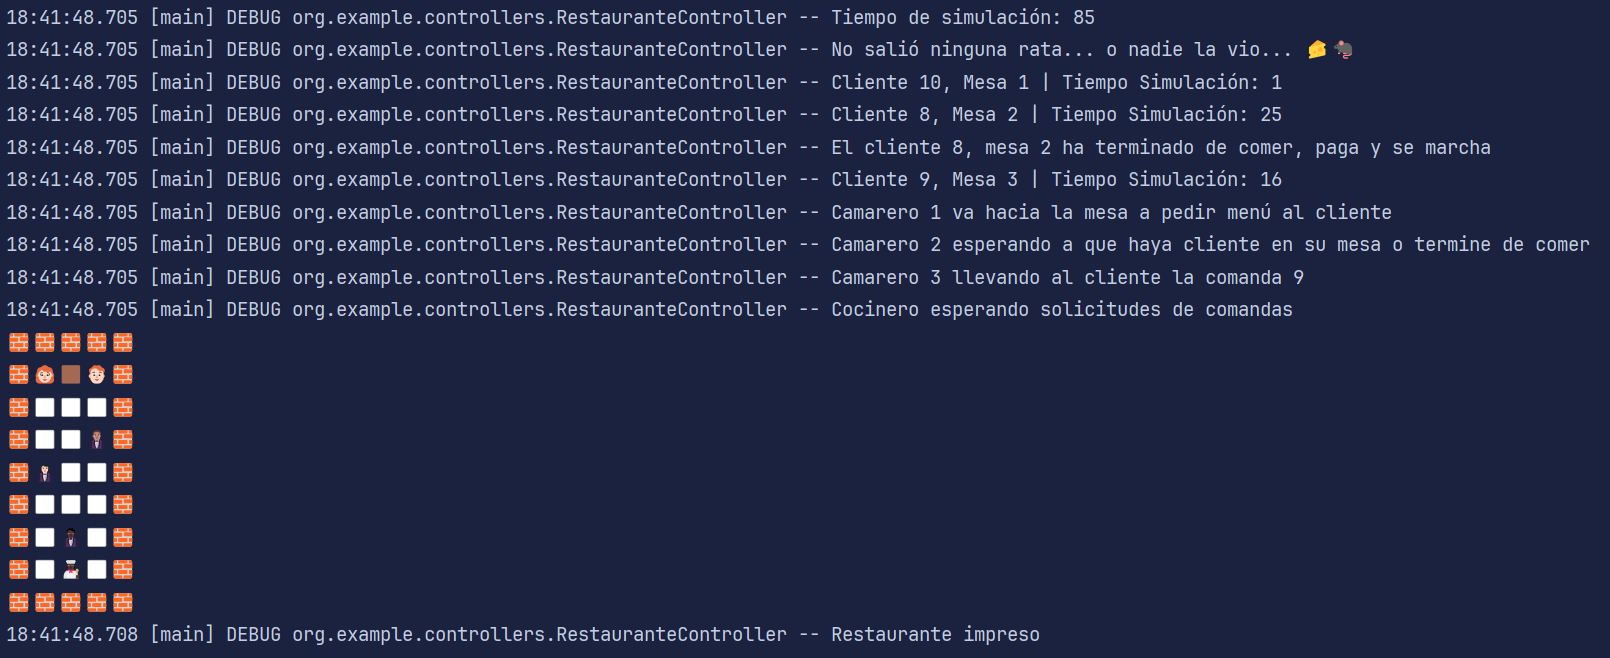 18:41:48.705 [main] DEBUG org.example.controllers.RestauranteController -- Tiempo de simulación: 85
18:41:48.705 [main] DEBUG org.example.controllers.RestauranteController -- No salió ninguna rata... o nadie la vio... 🧀🐀
18:41:48.705 [main] DEBUG org.example.controllers.RestauranteController -- Cliente 10, Mesa 1 | Tiempo Simulación: 1
18:41:48.705 [main] DEBUG org.example.controllers.RestauranteController -- Cliente 8, Mesa 2 | Tiempo Simulación: 25
18:41:48.705 [main] DEBUG org.example.controllers.RestauranteController -- El cliente 8, mesa 2 ha terminado de comer, paga y se marcha
18:41:48.705 [main] DEBUG org.example.controllers.RestauranteController -- Cliente 9, Mesa 3 | Tiempo Simulación: 16
18:41:48.705 [main] DEBUG org.example.controllers.RestauranteController -- Camarero 1 va hacia la mesa a pedir menú al cliente
18:41:48.705 [main] DEBUG org.example.controllers.RestauranteController -- Camarero 2 esperando a que haya cliente en su mesa o termine de comer
18:41:48.705 [main] DEBUG org.example.controllers.RestauranteController -- Camarero 3 llevando al cliente la comanda 9
18:41:48.705 [main] DEBUG org.example.controllers.RestauranteController -- Cocinero esperando solicitudes de comandas
18:41:48.708 [main] DEBUG org.example.controllers.RestauranteController -- Restaurante impreso